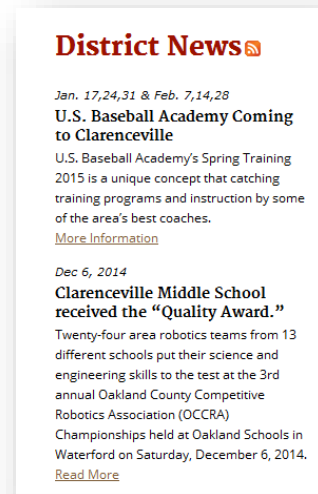 District News
Jan. 17,24,31 & Feb. 7,14,28
U.S. Baseball Academy Coming
to Clarenceville
U.S. Baseball Academy's Spring Training
2015 is a unique concept that catching
training programs and instruction by some
of the area's best coaches.
More Information
Dec 6, 2014
Clarenceville Middle School
received the “Quality Award.”
Twenty-four area robotics teams from 13
different schools put their science and
engineering skills to the test at the 3rd
annual Oakland County Competitive
Robotics Association (OCCRA)
Championships held at Oakland Schools in
Waterford on Saturday, December 6, 2014.
Read More